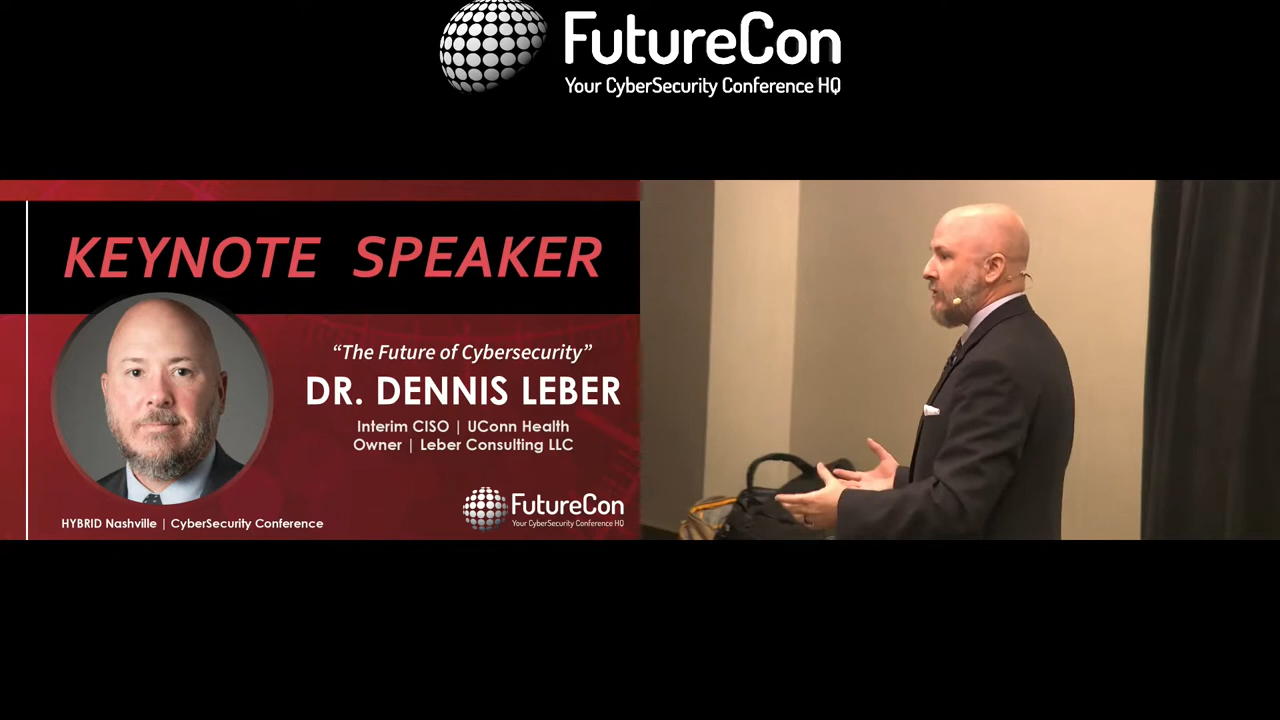 FutureCon
Your CyberSecurity Conference HQ
KEYNOTE SPEAKER
“The Future of Cybersecurity”
DR. DENNIS LEBER
Interim CISO | UConn Health
Owner | Leber Consulting LLC
FutureCon
Your CyberSecurity Conference HQ
HYBRID Nashville | CyberSecurity Conference